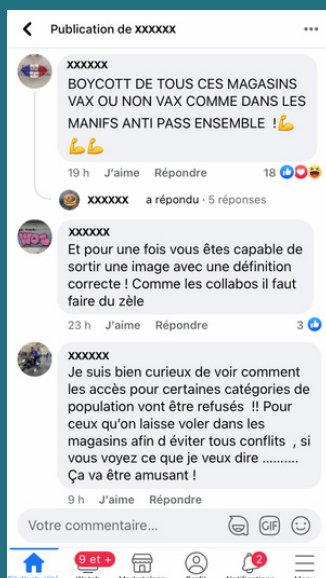 Publication de xxxxxx
xxxxxx
BOYCOTT DE TOUS CES MAGASINS
VAX OU NON VAX COMME DANS LES
MANIFS ANTI PASS ENSEMBLE !💪
💪💪
19 h J'aime Répondre 18
xxxxxx a répondu · 5 réponses
xxxxxx
Et pour une fois vous êtes capable de
sortir une image avec une définition
correcte ! Comme les collabos il faut
faire du zèle
23 h J'aime Répondre 3
xxxxxx
Je suis bien curieux de voir comment
les accès pour certaines catégories de
population vont être refusés !! Pour
ceux qu'on laisse voler dans les
magasins afin d éviter tous conflits , si
vous voyez ce que je veux dire ..........
Ça va être amusant !
9 h J'aime Répondre
Votre commentaire... GIF
9 et + 2